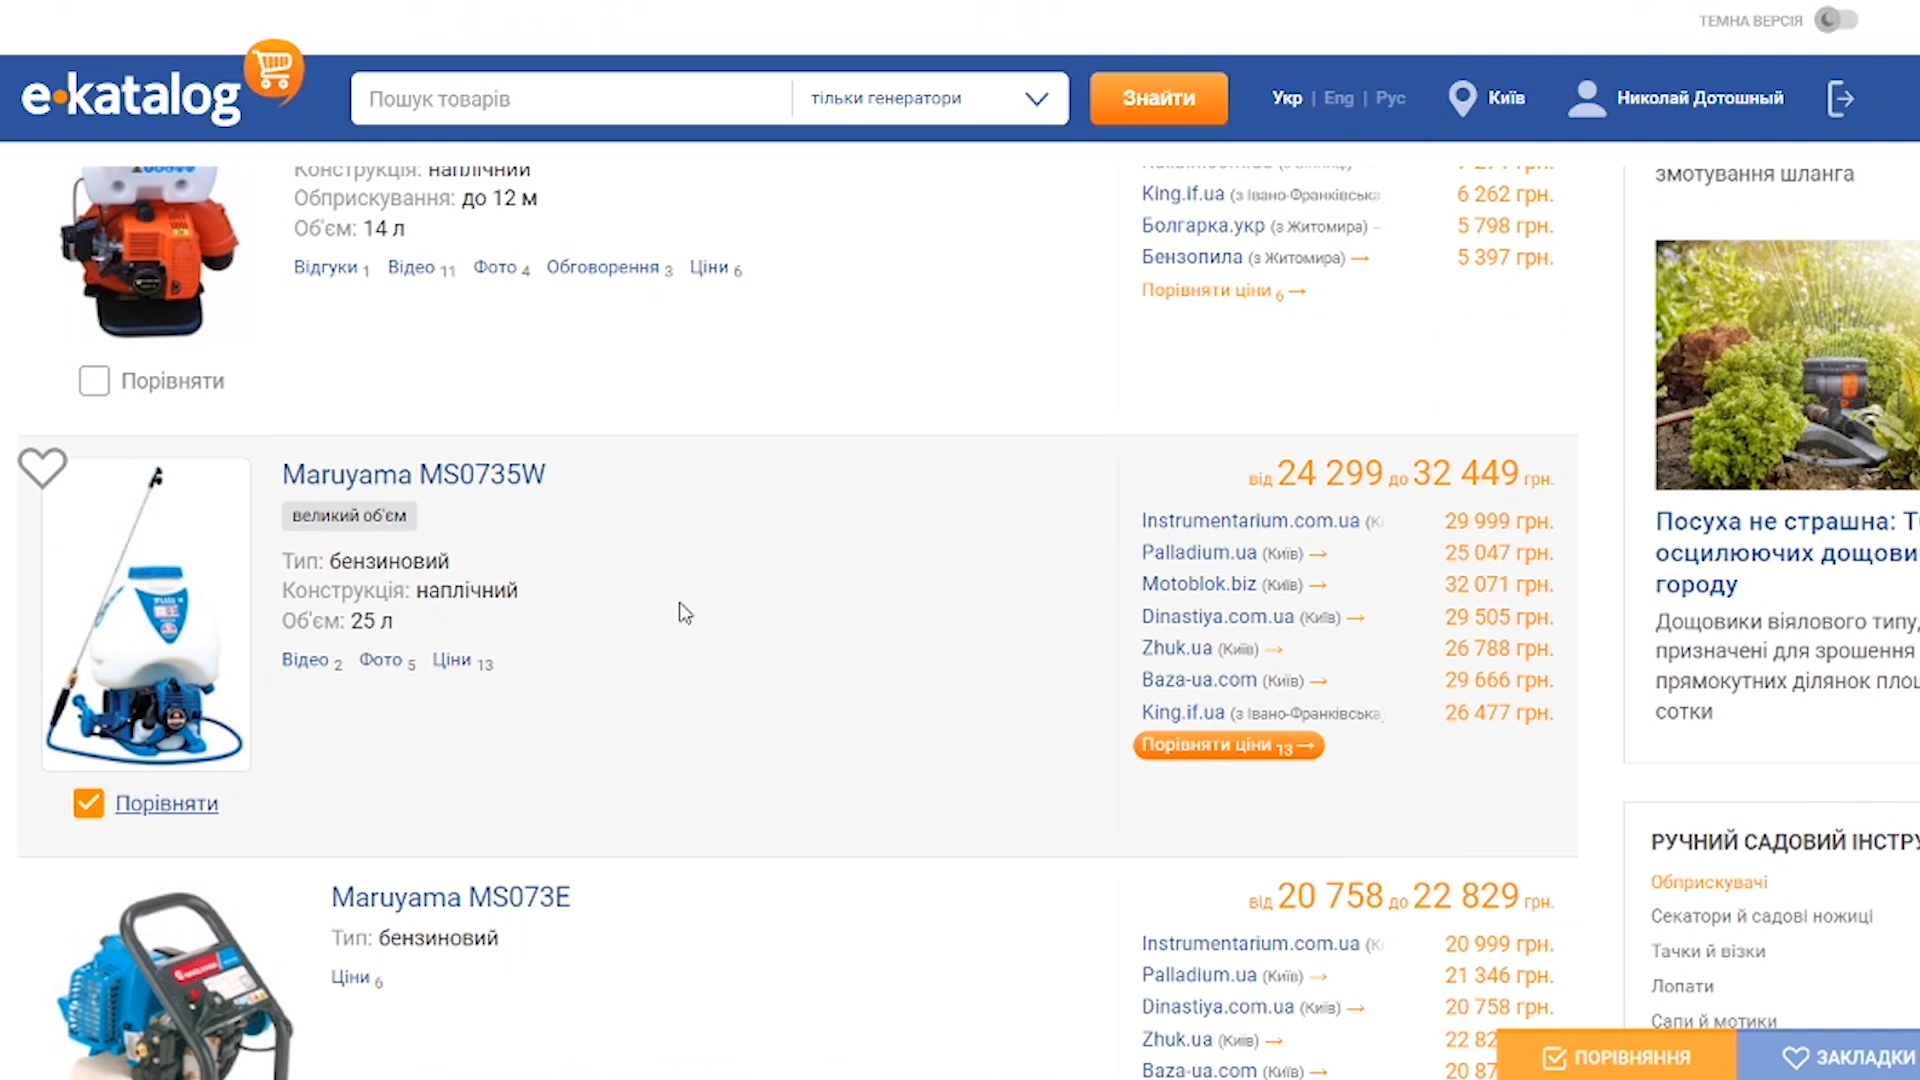 ТЕМНА ВЕРСІЯ
e•katalog
Пошук товарів
тільки генератори
Знайти
Укр | Eng | Рус
Київ
Николай Дотошный
Конструкція: наплічний
Обприскування: до 12 м
Об'єм: 14 л
Відгуки 1 Відео 11 Фото 4 Обговорення 3 Ціни 6
Порівняти
King.if.ua (з Івано-Франківська) 6 262 грн.
Болгарка.укр (з Житомира) → 5 798 грн.
Бензопила (з Житомира) → 5 397 грн.
Порівняти ціни 6 →
Maruyama MS0735W
великий об'єм
Тип: бензиновий
Конструкція: наплічний
Об'єм: 25 л
Відео 2 Фото 5 Ціни 13
Порівняти
від 24 299 до 32 449 грн.
Instrumentarium.com.ua 29 999 грн.
Palladium.ua (Київ) → 25 047 грн.
Motoblok.biz (Київ) → 32 071 грн.
Dinastiya.com.ua (Київ) → 29 505 грн.
Zhuk.ua (Київ) → 26 788 грн.
Baza-ua.com (Київ) → 29 666 грн.
King.if.ua (з Івано-Франківська) 26 477 грн.
Порівняти ціни 13 →
Maruyama MS073E
Тип: бензиновий
Ціни 6
від 20 758 до 22 829 грн.
Instrumentarium.com.ua 20 999 грн.
Palladium.ua (Київ) → 21 346 грн.
Dinastiya.com.ua (Київ) → 20 758 грн.
Zhuk.ua (Київ) → 22 82
Baza-ua.com (Київ) → 20 87
змотування шланга
Посуха не страшна:
осцилюючих дощови
городу
Дощовики віялового типу,
призначені для зрошення
прямокутних ділянок площ
сотки
РУЧНИЙ САДОВИЙ ІНСТРУ
Обприскувачі
Секатори й садові ножиці
Тачки й візки
Лопати
Сапи й мотики
ПОРІВНЯННЯ
ЗАКЛАДКИ